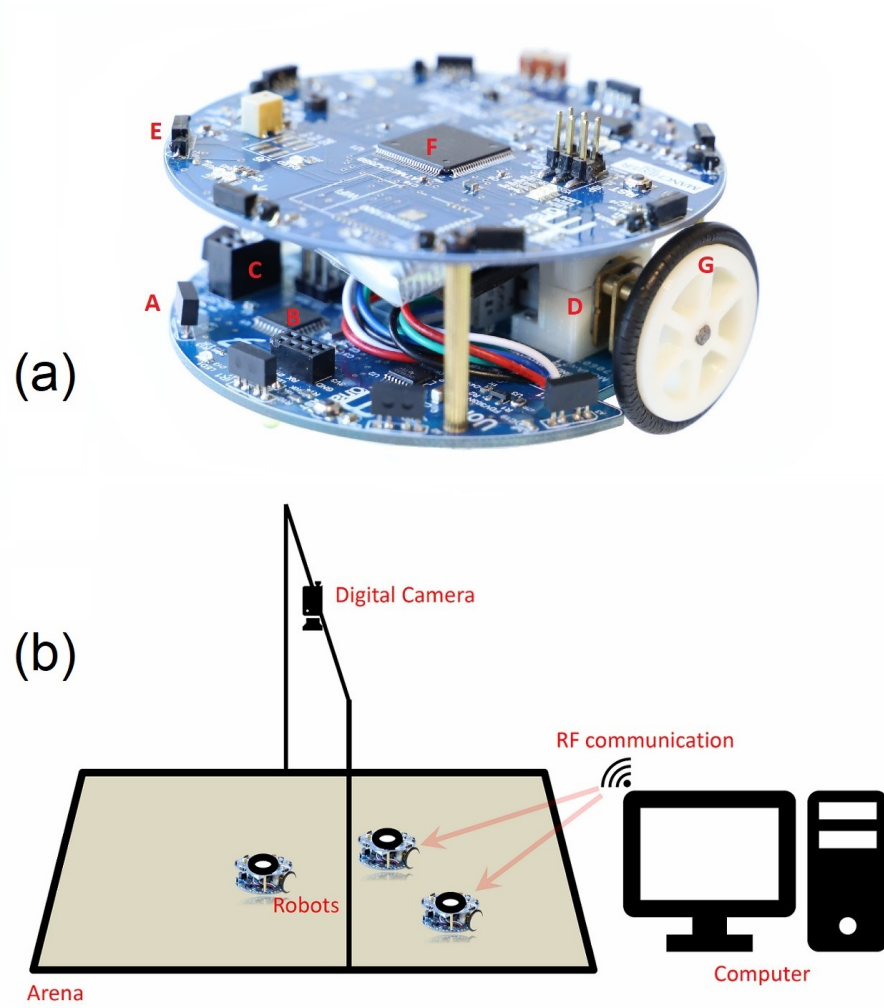 E
F
A
C
B
D
G
(a)
Digital Camera
(b)
RF communication
Robots
Computer
Arena